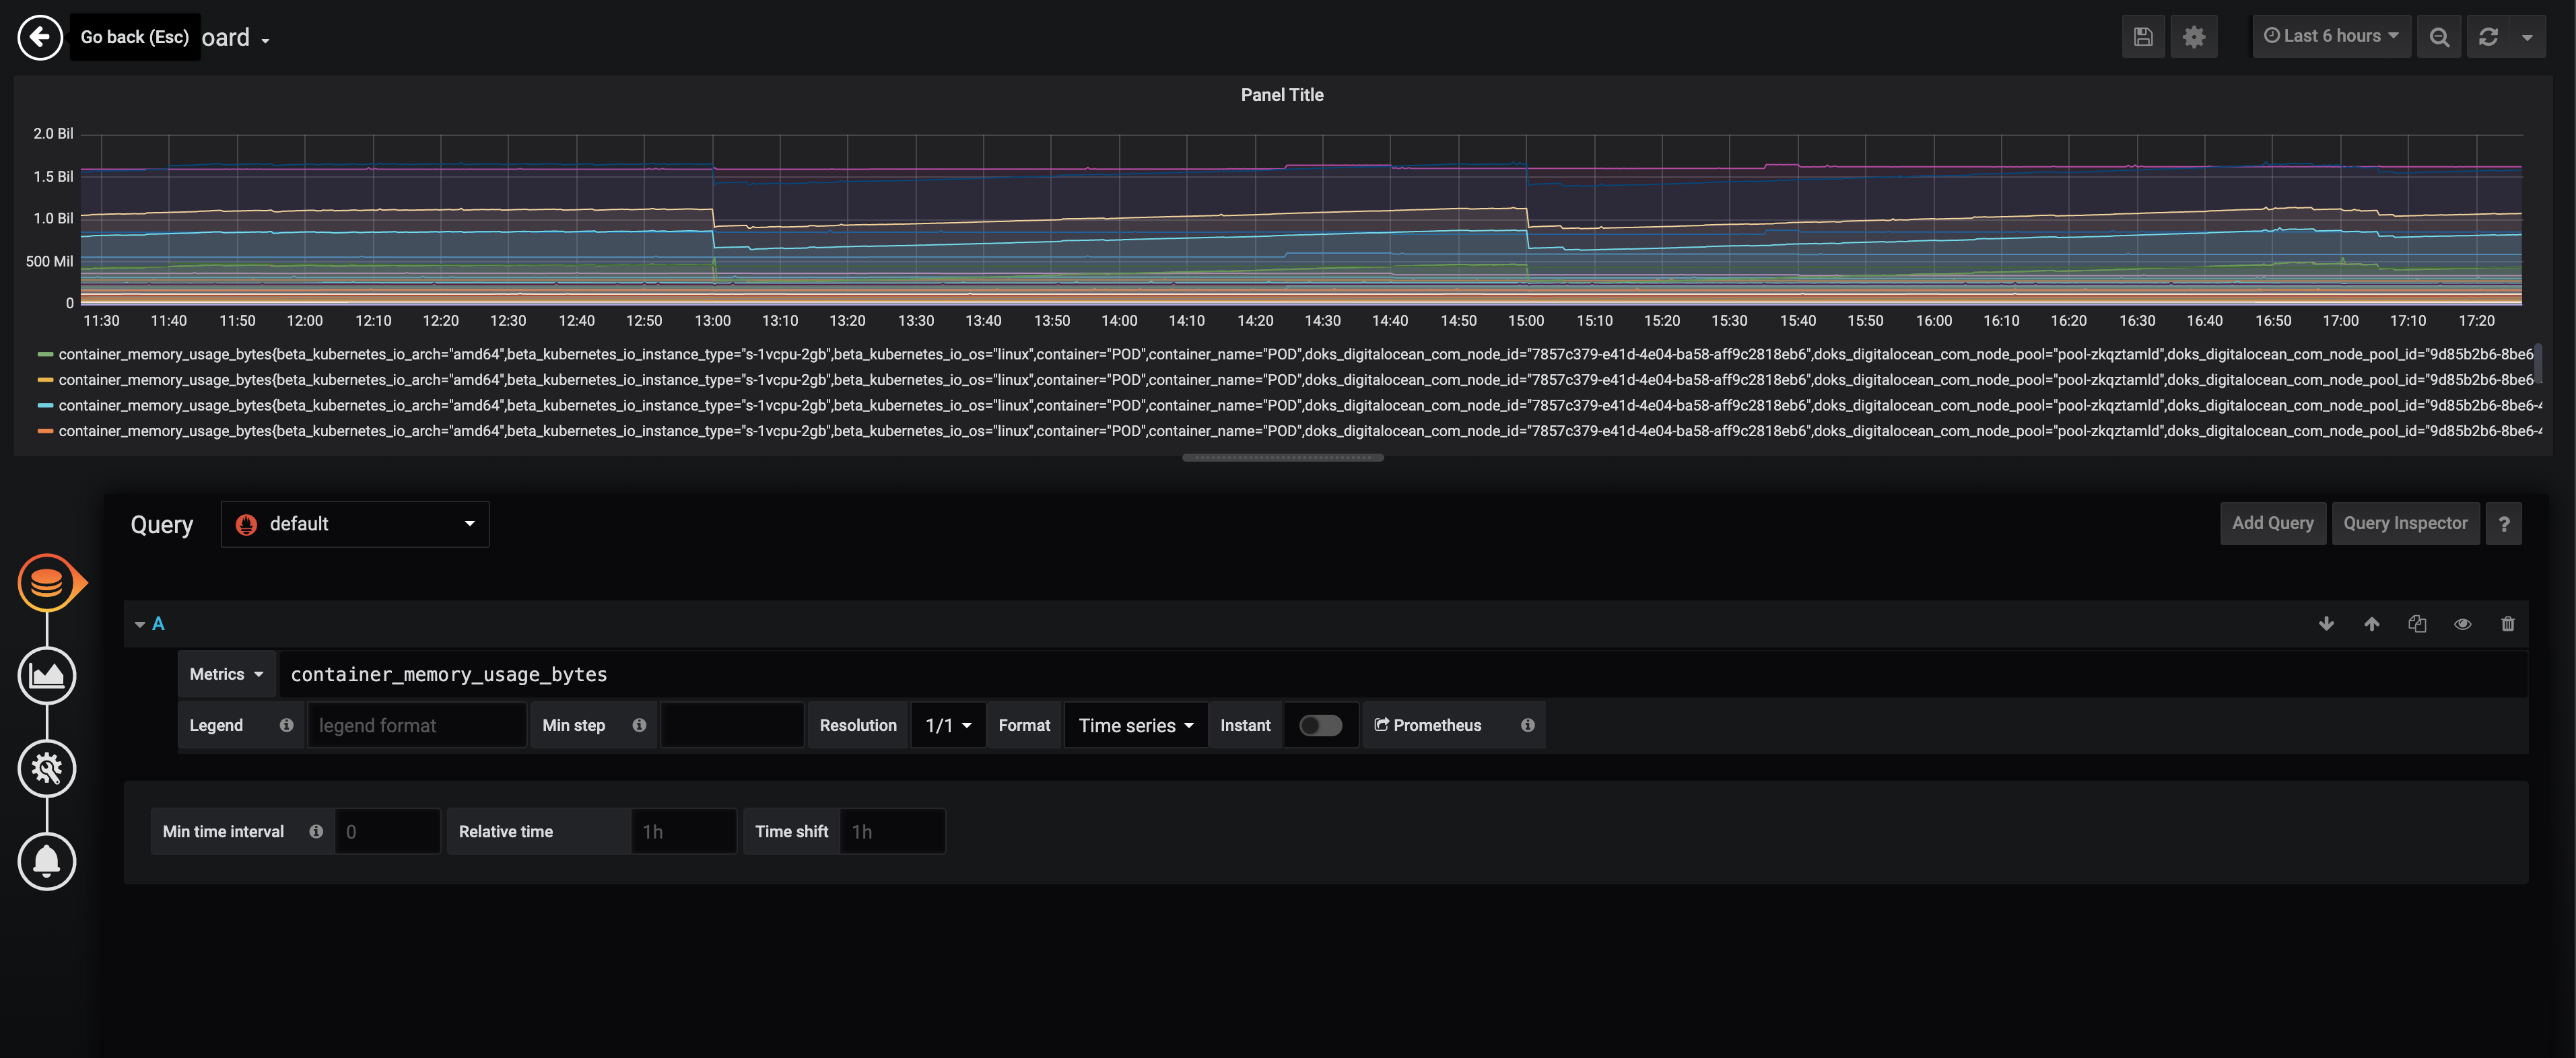 Go back (Esc) oard
Last 6 hours
Panel Title
2.0 Bil
1.5 Bil
1.0 Bil
500 Mil
0
11:30 11:40 11:50 12:00 12:10 12:20 12:30 12:40 12:50 13:00 13:10 13:20 13:30 13:40 13:50 14:00 14:10 14:20 14:30 14:40 14:50 15:00 15:10 15:20 15:30 15:40 15:50 16:00 16:10 16:20 16:30 16:40 16:50 17:00 17:10 17:20
container_memory_usage_bytes{beta_kubernetes_io_arch="amd64",beta_kubernetes_io_instance_type="s-1vcpu-2gb",beta_kubernetes_io_os="linux",container="POD",container_name="POD",doks_digitalocean_com_node_id="7857c379-e41d-4e04-ba58-aff9c2818eb6",doks_digitalocean_com_node_pool="pool-zkqztamld",doks_digitalocean_com_node_pool_id="9d85b2b6-8be6
container_memory_usage_bytes{beta_kubernetes_io_arch="amd64",beta_kubernetes_io_instance_type="s-1vcpu-2gb",beta_kubernetes_io_os="linux",container="POD",container_name="POD",doks_digitalocean_com_node_id="7857c379-e41d-4e04-ba58-aff9c2818eb6",doks_digitalocean_com_node_pool="pool-zkqztamld",doks_digitalocean_com_node_pool_id="9d85b2b6-8be6-
container_memory_usage_bytes{beta_kubernetes_io_arch="amd64",beta_kubernetes_io_instance_type="s-1vcpu-2gb",beta_kubernetes_io_os="linux",container="POD",container_name="POD",doks_digitalocean_com_node_id="7857c379-e41d-4e04-ba58-aff9c2818eb6",doks_digitalocean_com_node_pool="pool-zkqztamld",doks_digitalocean_com_node_pool_id="9d85b2b6-8be6-4
container_memory_usage_bytes{beta_kubernetes_io_arch="amd64",beta_kubernetes_io_instance_type="s-1vcpu-2gb",beta_kubernetes_io_os="linux",container="POD",container_name="POD",doks_digitalocean_com_node_id="7857c379-e41d-4e04-ba58-aff9c2818eb6",doks_digitalocean_com_node_pool="pool-zkqztamld",doks_digitalocean_com_node_pool_id="9d85b2b6-8be6-4
Query default Add Query Query Inspector ?
A
Metrics container_memory_usage_bytes
Legend legend format Min step Resolution 1/1 Format Time series Instant Prometheus
Min time interval 0 Relative time 1h Time shift 1h